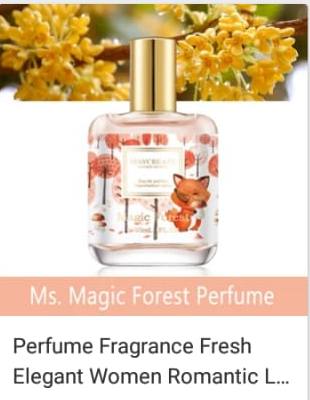 Magic Forest
Ms. Magic Forest Perfume
Perfume Fragrance Fresh
Elegant Women Romantic L...